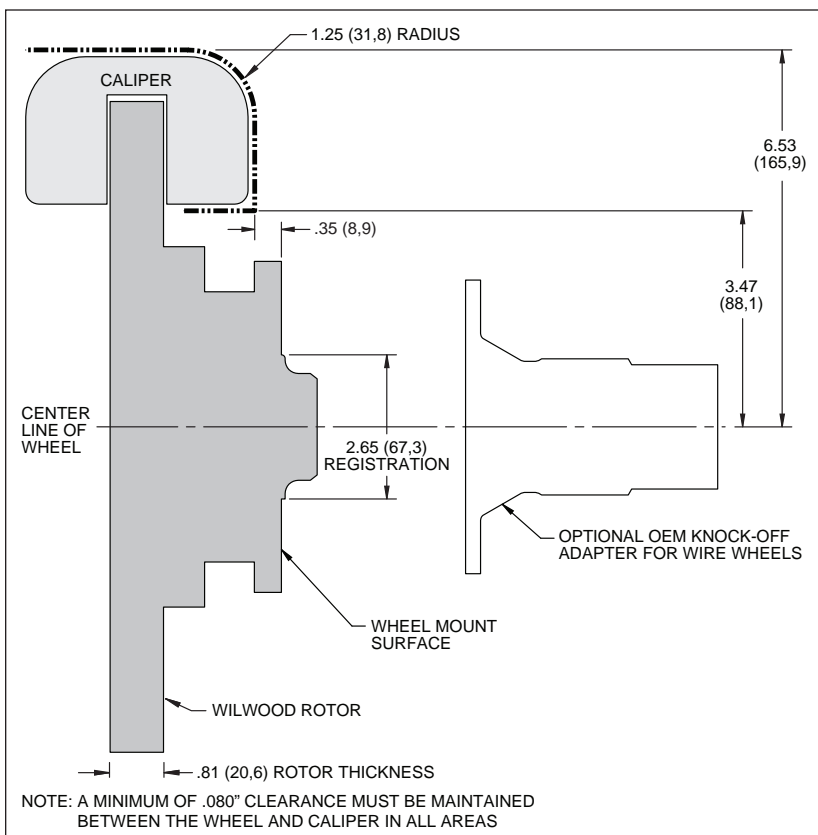 1.25 (31,8) RADIUS
CALIPER
6.53
(165,9)
.35 (8,9)
3.47
(88,1)
CENTER
LINE OF
WHEEL
2.65 (67,3)
REGISTRATION
OPTIONAL OEM KNOCK-OFF
ADAPTER FOR WIRE WHEELS
WHEEL MOUNT
SURFACE
WILWOOD ROTOR
.81 (20,6) ROTOR THICKNESS
NOTE: A MINIMUM OF .080" CLEARANCE MUST BE MAINTAINED
BETWEEN THE WHEEL AND CALIPER IN ALL AREAS